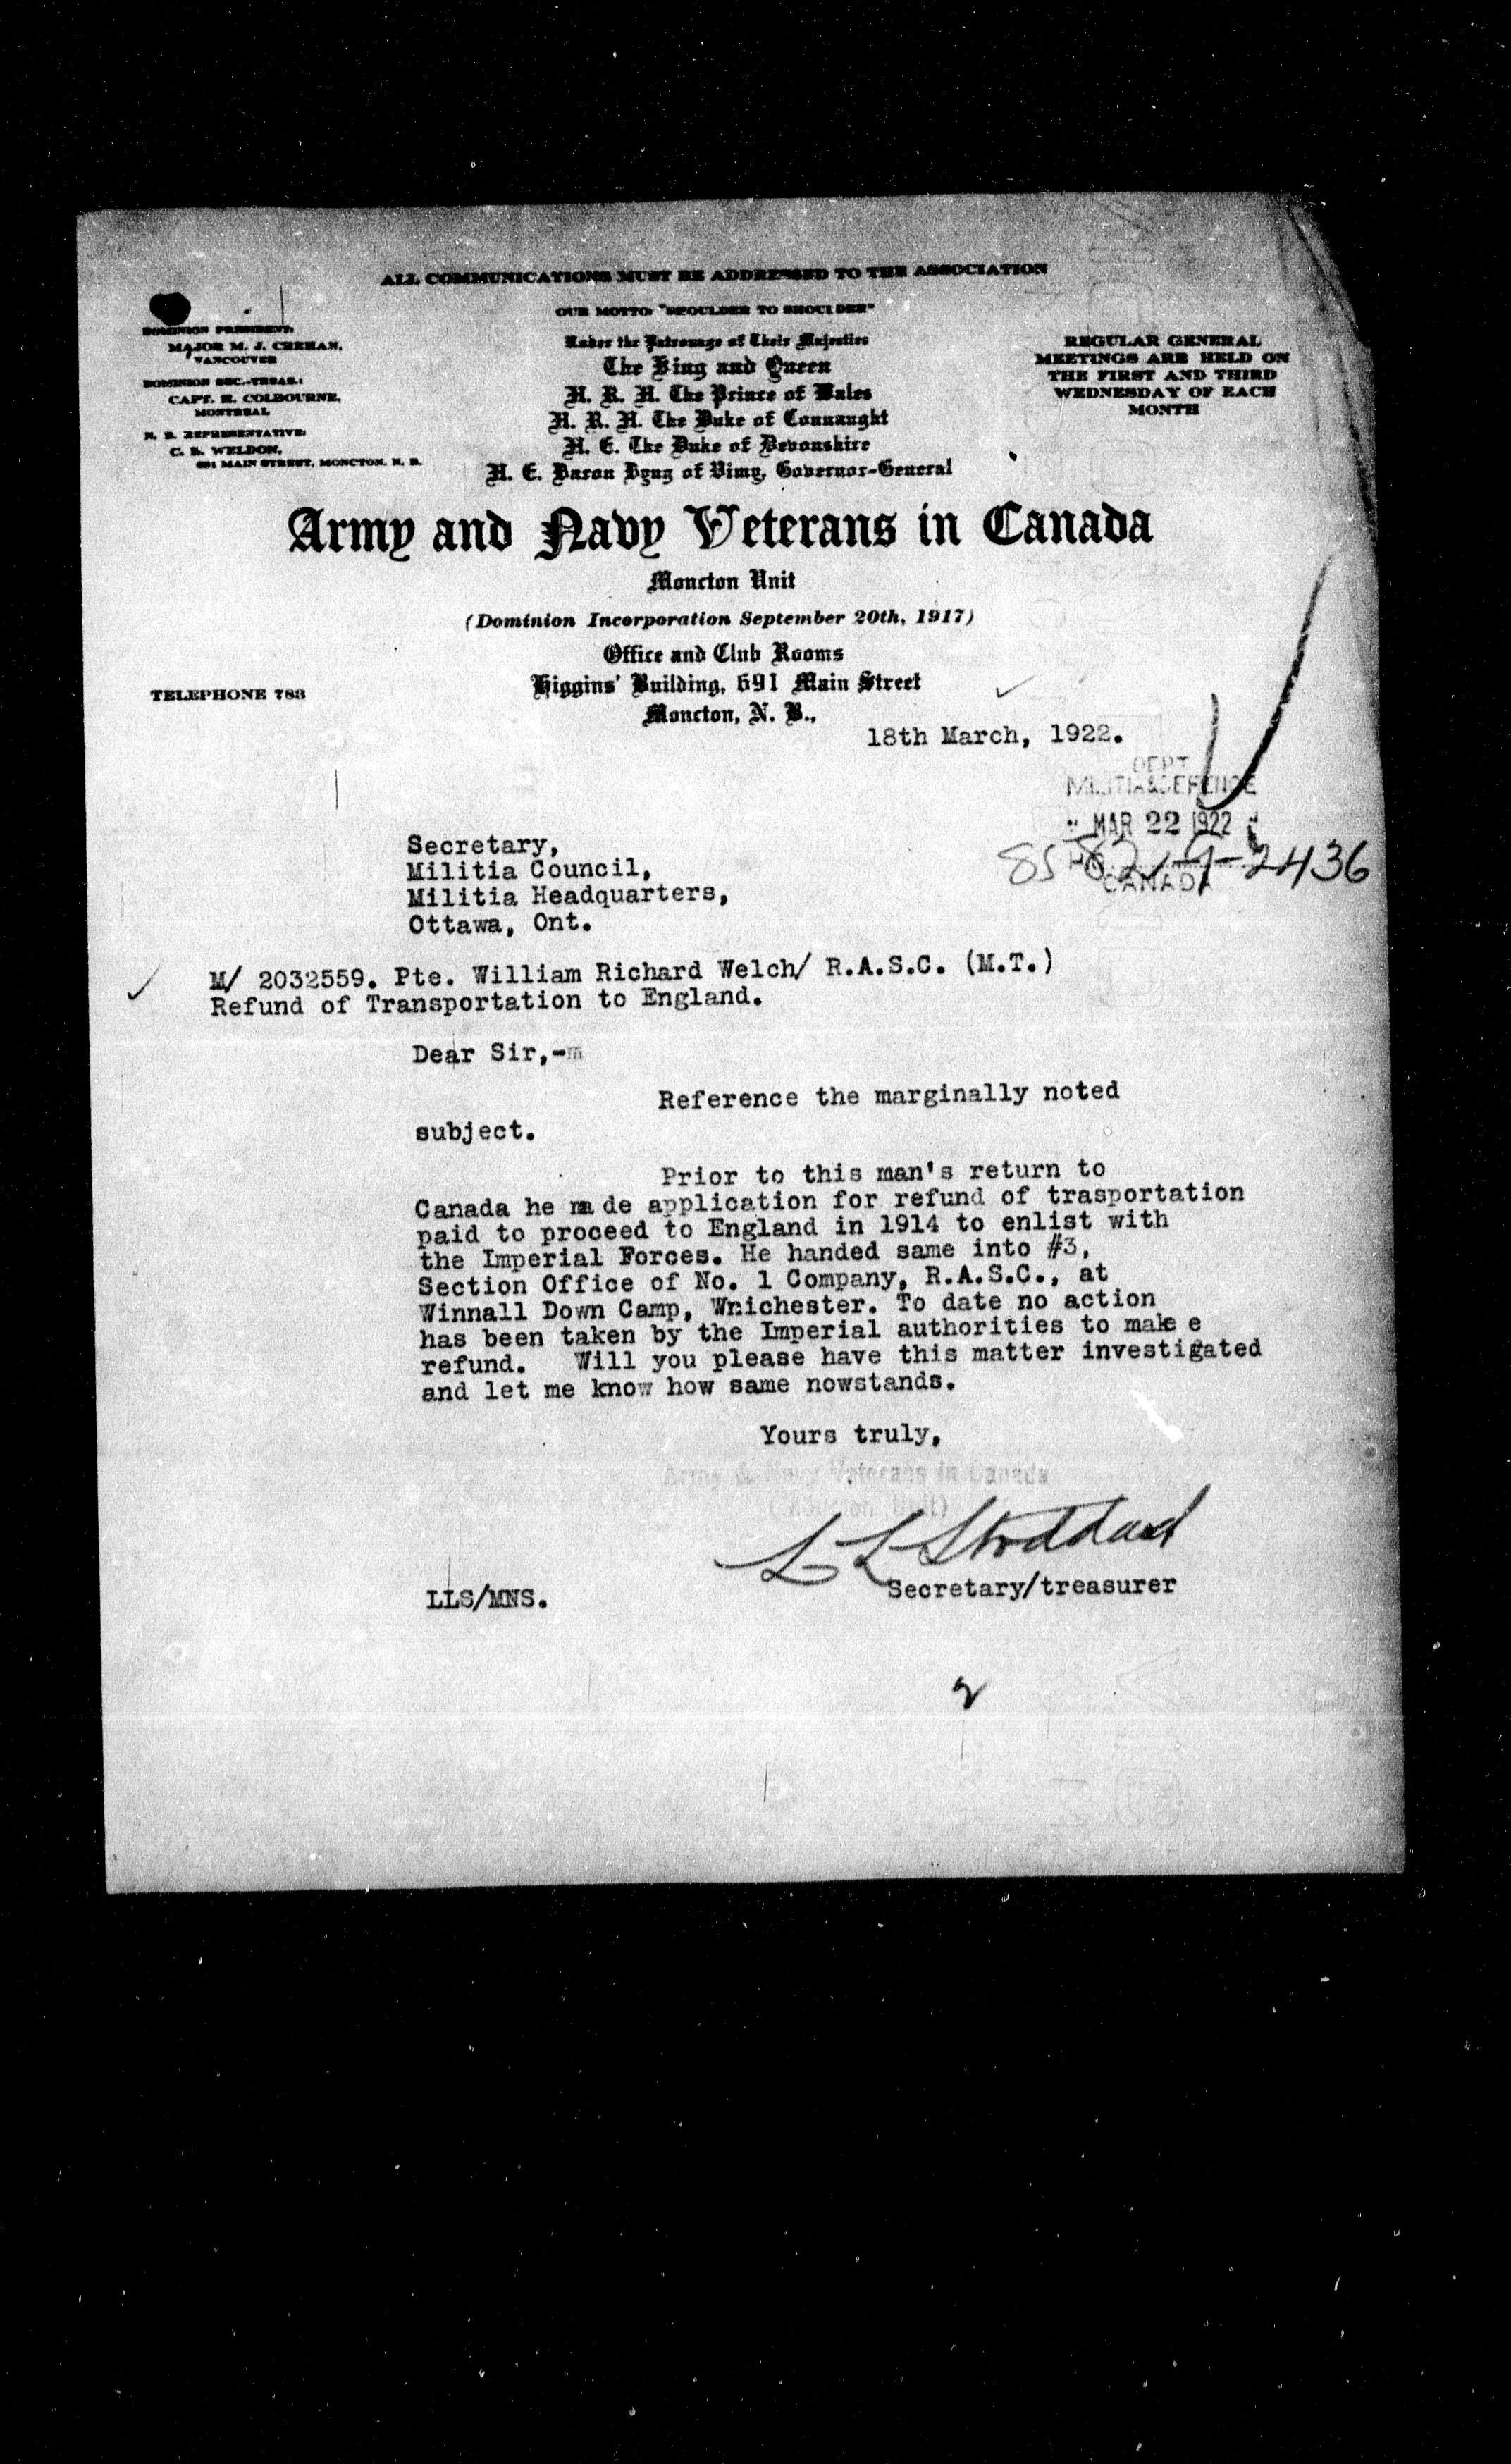 ALL COMMUNICATIONS MUST BE ADDRESSED TO THE ASSOCIATION
OUR MOTTO: "SHOULDER TO SHOULDER"
DOMINION PRESIDENT,
MAJOR M. J. CREHAN,
VANCOUVER
DOMINION SEC.-TREAS.:
CAPT. H. COLBOURNE,
MONTREAL
N. B. REPRESENTATIVE:
C. B. WELDON,
691 MAIN STREET, MONCTON, N. B.
Under the Patronage of Their Majesties
The King and Queen
H. R. H. The Prince of Wales
H. R. H. The Duke of Connaught
H. E. The Duke of Devonshire
H. E. Baron Byng of Vimy, Governor-General
REGULAR GENERAL
MEETINGS ARE HELD ON
THE FIRST AND THIRD
WEDNESDAY OF EACH
MONTH
Army and Navy Veterans in Canada
Moncton Unit
(Dominion Incorporation September 20th, 1917)
Office and Club Rooms
Higgins' Building, 691 Main Street
Moncton, N. B.,
TELEPHONE 783
18th March, 1922.
DEPT
MILITIA & DEFENCE
MAR 22 1922
CANADA
Secretary,
Militia Council,
Militia Headquarters,
Ottawa, Ont.
M/ 2032559. Pte. William Richard Welch/ R.A.S.C. (M.T.)
Refund of Transportation to England.
Dear Sir,-m
Reference the marginally noted
subject.
Prior to this man's return to
Canada he ma de application for refund of trasportation
paid to proceed to England in 1914 to enlist with
the Imperial Forces. He handed same into #3,
Section Office of No. 1 Company, R.A.S.C., at
Winnall Down Camp, Wnichester. To date no action
has been taken by the Imperial authorities to make e
refund. Will you please have this matter investigated
and let me know how same nowstands.
Yours truly,
Army & Navy Veterans in Canada
(Moncton Unit)
L L Stoddard
Secretary/treasurer
LLS/MNS.
2